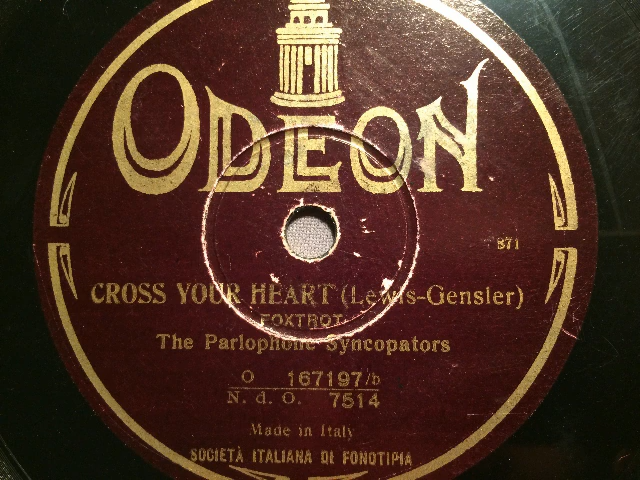 ODEON
871
CROSS YOUR HEART (Lewis-Gensler)
FOXTROT
The Parlophone Syncopators
O 167197/b
N. d. O. 7514
Made in Italy
SOCIETÀ ITALIANA DI FONOTIPIA